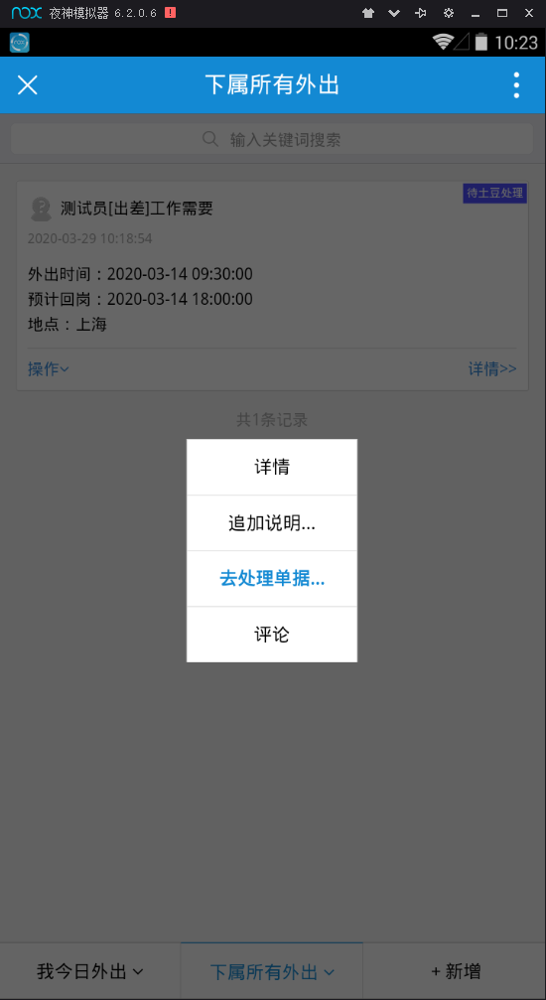 nox 夜神模拟器 6.2.0.6
10:23
下属所有外出
输入关键词搜索
待土豆处理
测试员[出差]工作需要
2020-03-29 10:18:54
外出时间：2020-03-14 09:30:00
预计回岗：2020-03-14 18:00:00
地点：上海
操作
详情>>
共1条记录
详情
追加说明...
去处理单据...
评论
我今日外出
下属所有外出
+ 新增